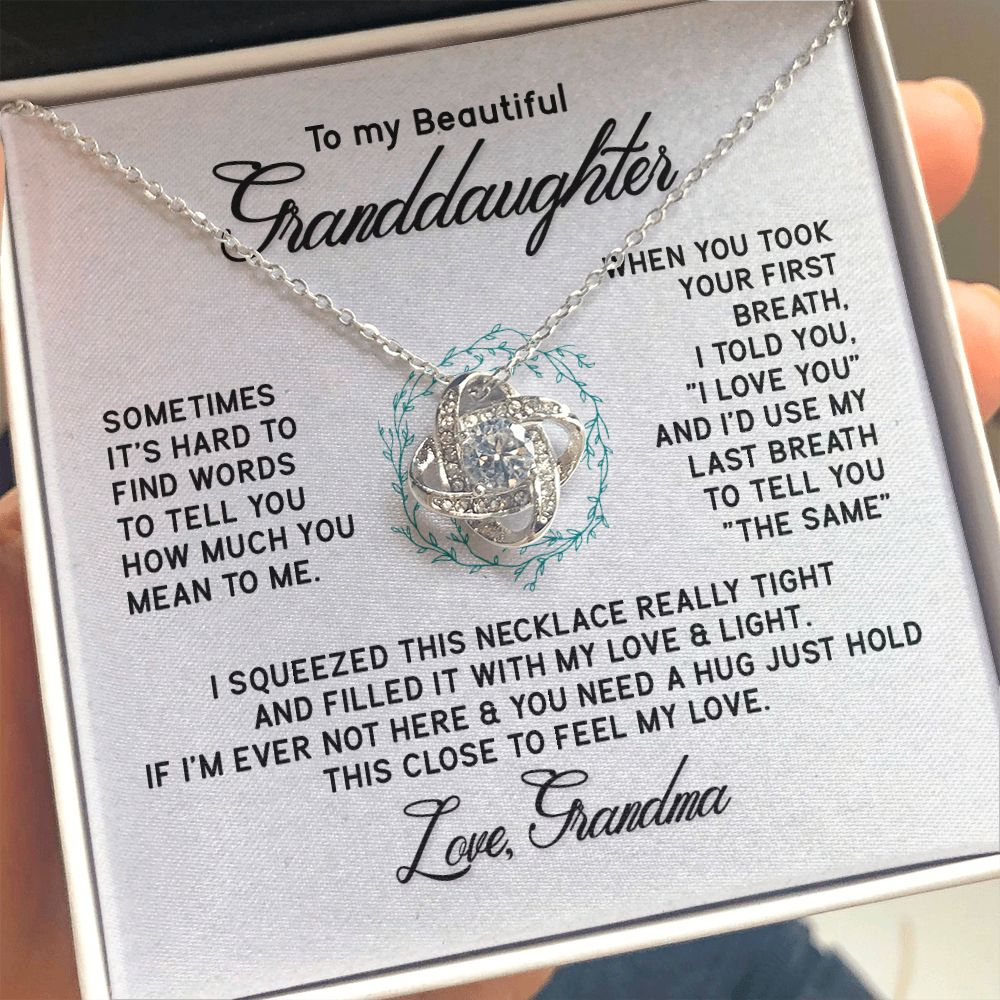 To my Beautiful
Granddaughter
SOMETIMES
IT'S HARD TO
FIND WORDS
TO TELL YOU
HOW MUCH YOU
MEAN TO ME.
WHEN YOU TOOK
YOUR FIRST
BREATH,
I TOLD YOU,
"I LOVE YOU"
AND I'D USE MY
LAST BREATH
TO TELL YOU
"THE SAME"
I SQUEEZED THIS NECKLACE REALLY TIGHT
AND FILLED IT WITH MY LOVE & LIGHT.
IF I'M EVER NOT HERE & YOU NEED A HUG JUST HOLD
THIS CLOSE TO FEEL MY LOVE.
Love, Grandma